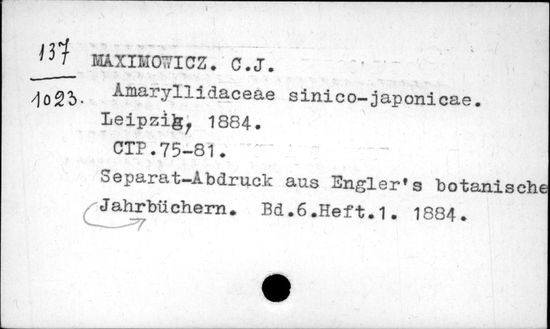 137
1023.
MAXIMOWICZ. C.J.
Amaryllidaceae sinico-japonicae.
Leipzig, 1884.
CTP.75-81.
Separat-Abdruck aus Engler's botanische
Jahrbüchern. Bd.6.Heft.1. 1884.